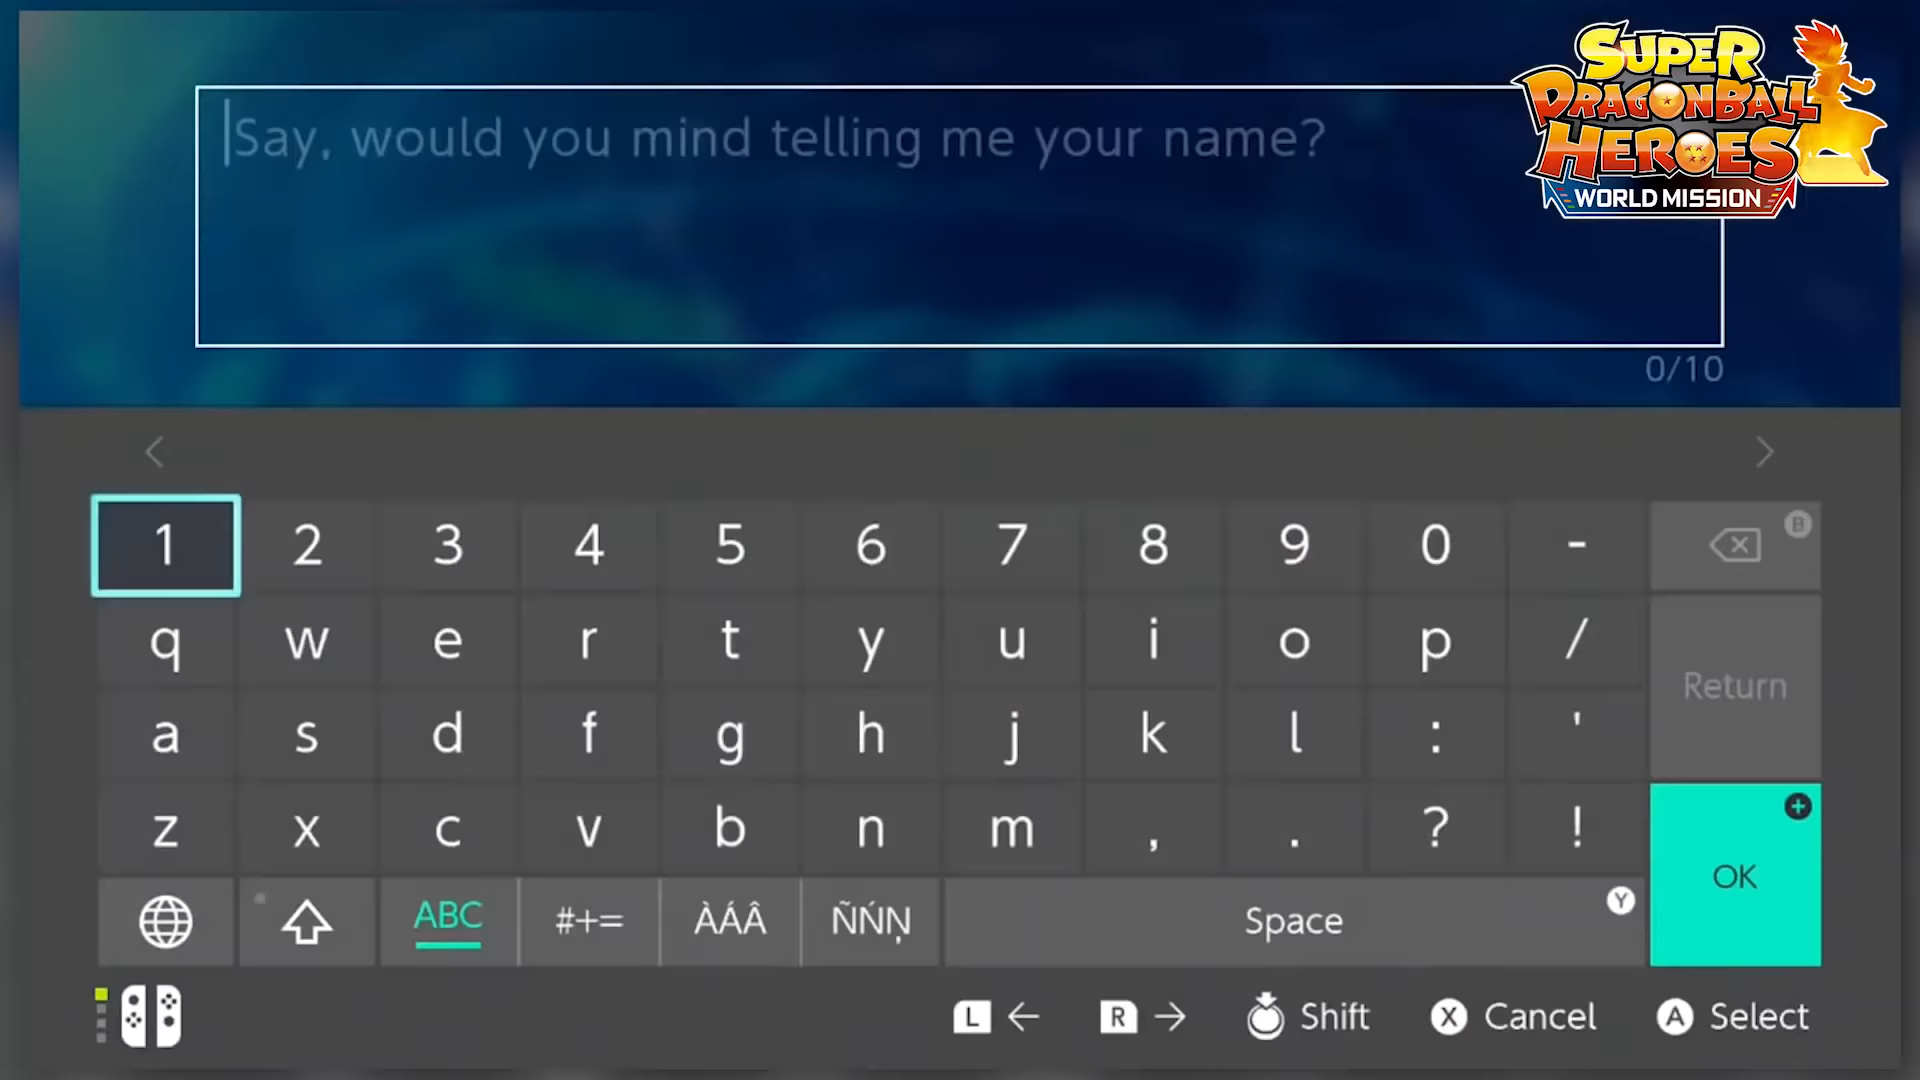 SUPER
DRAGONBALL
HEROES
WORLD MISSION
Say, would you mind telling me your name?
0/10
1 2 3 4 5 6 7 8 9 0 - B
q w e r t y u i o p /
Return
a s d f g h j k l : '
z x c v b n m , . ? !
OK
ABC #+= ÀÁÂ ÑŃŅ Space Y
L ← R → Shift X Cancel A Select